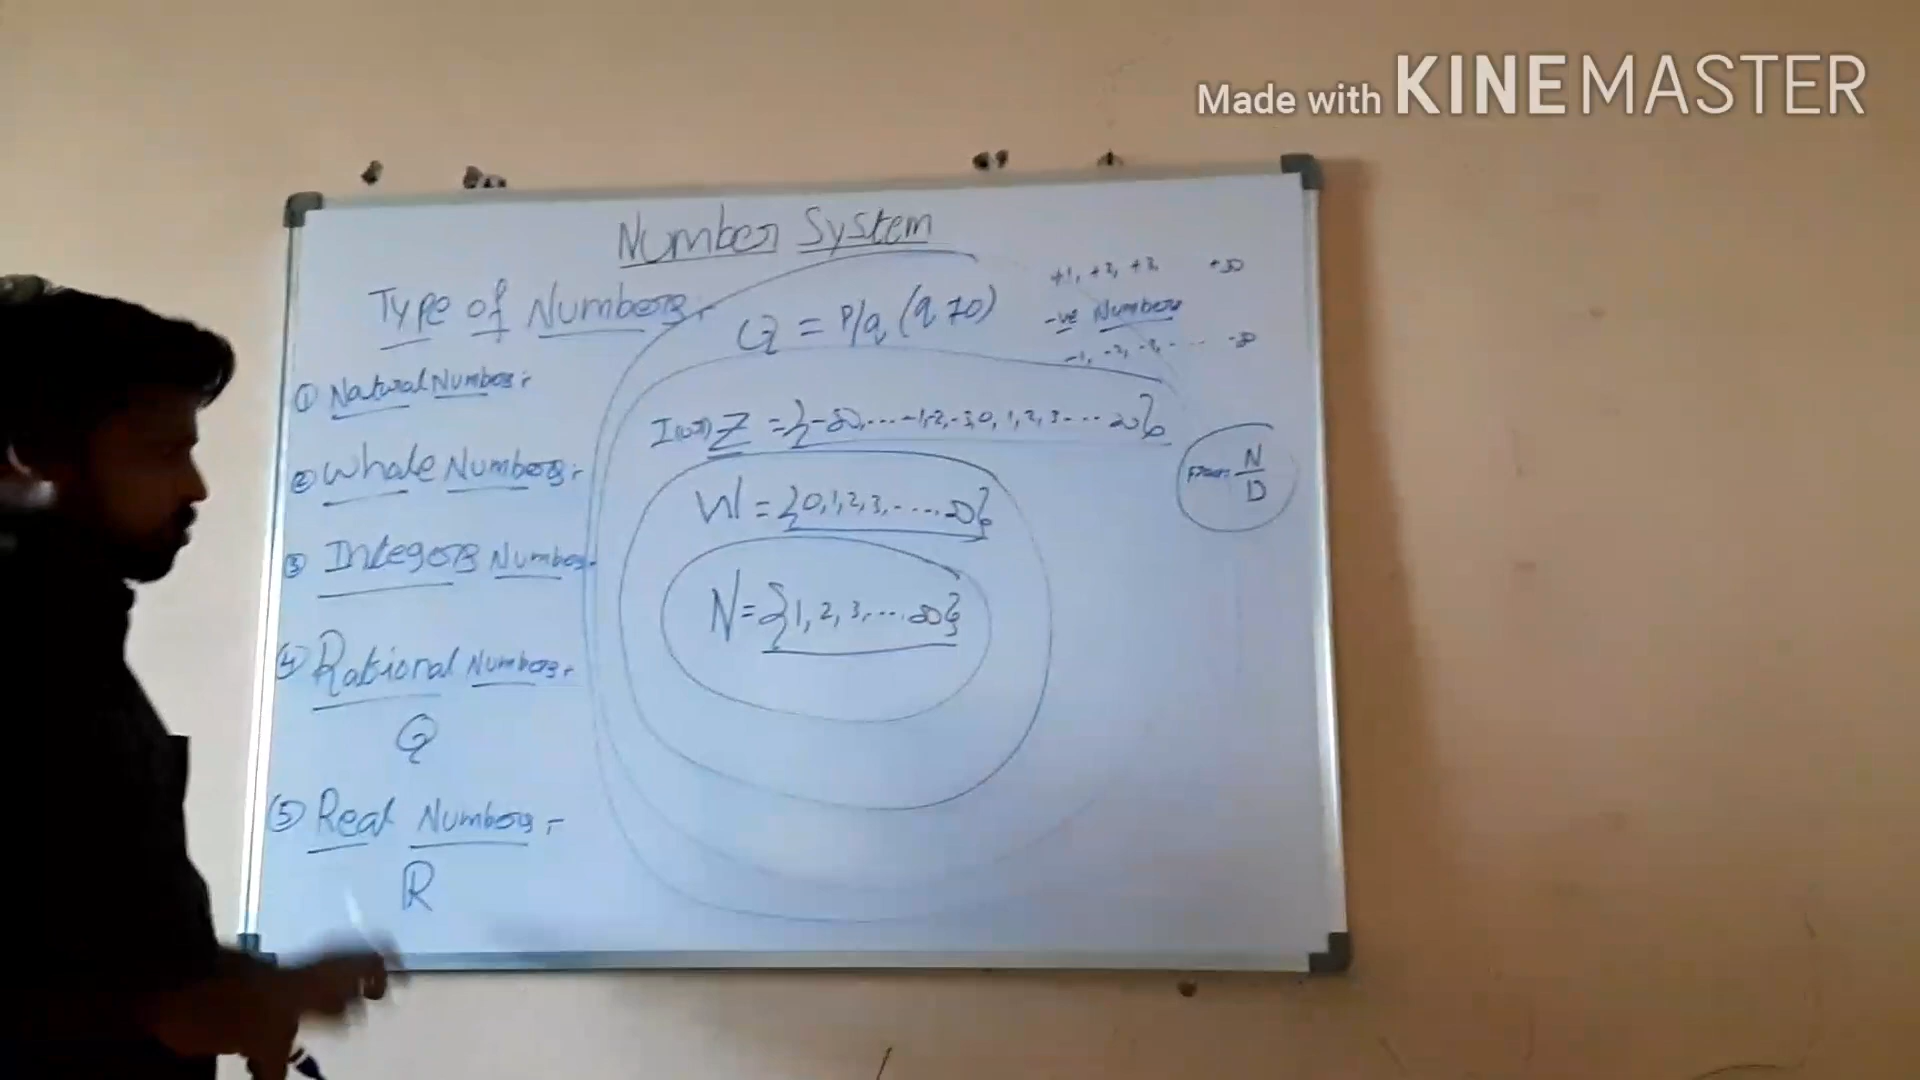 Made with KINEMASTER
Number System
Type of Numbers:-
① Natural Number:-
② Whole Numbers:-
③ Integers Number:-
④ Rational Numbers:-
Q
⑤ Real Numbers:-
R
Q = P/q (q ≠ 0)
I (or) Z = {-∞, .... -1, -2, -3, 0, 1, 2, 3 .... ∞}
W = {0, 1, 2, 3, ..... ∞}
N = {1, 2, 3, .... ∞}
+1, +2, +3, +∞
-ve Numbers
-1, -2, -3, .... -∞
N
D